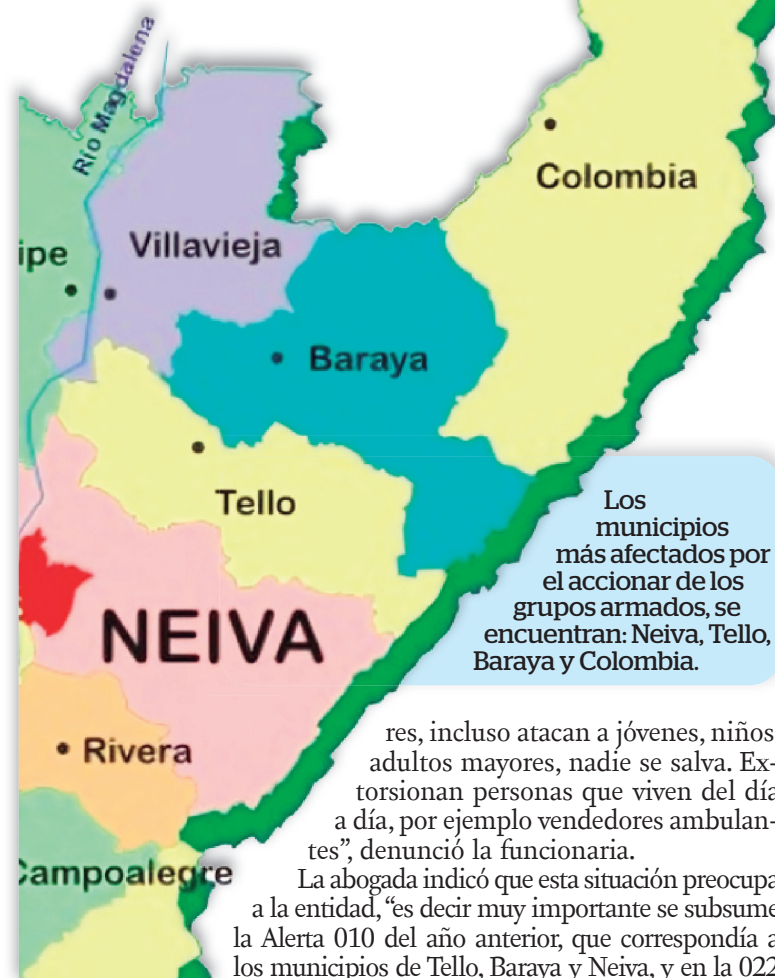 Río Magdalena
Colombia
Villavieja
ipe
Baraya
Tello
NEIVA
Rivera
Campoalegre
Los
municipios
más afectados por
el accionar de los
grupos armados, se
encuentran: Neiva, Tello,
Baraya y Colombia.
res, incluso atacan a jóvenes, niños
adultos mayores, nadie se salva. Ex-
torsionan personas que viven del día
a día, por ejemplo vendedores ambulan-
tes”, denunció la funcionaria.
La abogada indicó que esta situación preocupa
a la entidad, “es decir muy importante se subsume
la Alerta 010 del año anterior, que correspondía a
los municipios de Tello, Baraya y Neiva, y en la 022